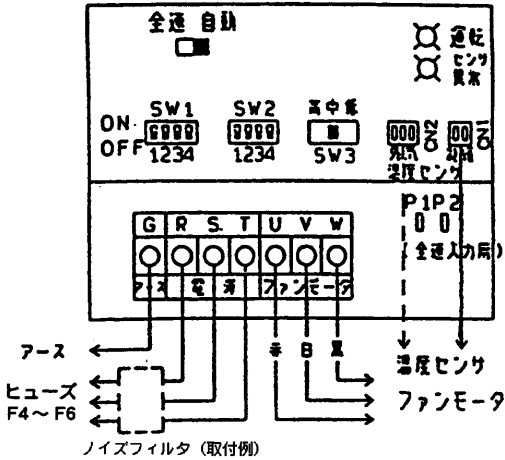 全速 自動
運転
センサ
異常
SW1 SW2 高中低
ON
OFF
1234 1234 SW3
外気
CN2
CN1
温度センサ
P1P2
(全速入力用)
G R S T U V W
アース 電源 ファンモータ
赤 白 黒
アース
ヒューズ
F4～F6
温度センサ
ファンモータ
ノイズフィルタ(取付例)